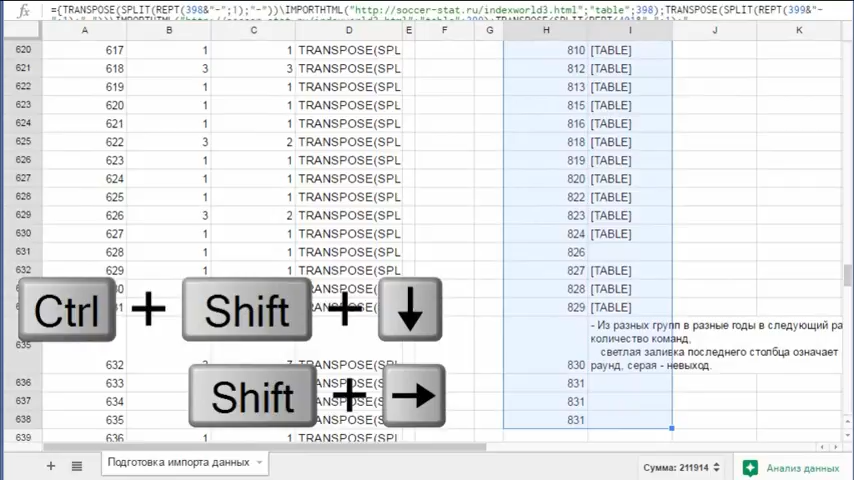 ={TRANSPOSE(SPLIT(REPT(398&"-";1);"-"))\IMPORTHTML("http://soccer-stat.ru/indexworld3.html";"table";398);TRANSPOSE(SPLIT(REPT(399&"-
A B C D E F G H I J K
620 617 1 1 TRANSPOSE(SPL 810 [TABLE]
621 618 3 3 TRANSPOSE(SPL 812 [TABLE]
622 619 1 1 TRANSPOSE(SPL 813 [TABLE]
623 620 1 1 TRANSPOSE(SPL 815 [TABLE]
624 621 1 1 TRANSPOSE(SPL 816 [TABLE]
625 622 3 2 TRANSPOSE(SPL 818 [TABLE]
626 623 1 1 TRANSPOSE(SPL 819 [TABLE]
627 624 1 1 TRANSPOSE(SPL 820 [TABLE]
628 625 1 1 TRANSPOSE(SPL 822 [TABLE]
629 626 3 2 TRANSPOSE(SPL 823 [TABLE]
630 627 1 1 TRANSPOSE(SPL 824 [TABLE]
631 628 1 1 TRANSPOSE(SPL 826
632 629 1 1 TRANSPOSE(SPL 827 [TABLE]
828 [TABLE]
829 [TABLE]
Ctrl + Shift + ↓
- Из разных групп в разные годы в следующий ра
количество команд,
светлая заливка последнего столбца означает
635 632 830 раунд, серая - невыход.
636 633 831
637 831
638 635 831
Shift + →
639 636 1 1 TRANSPOSE(SPL
+ Подготовка импорта данных
Сумма: 211914
Анализ данных